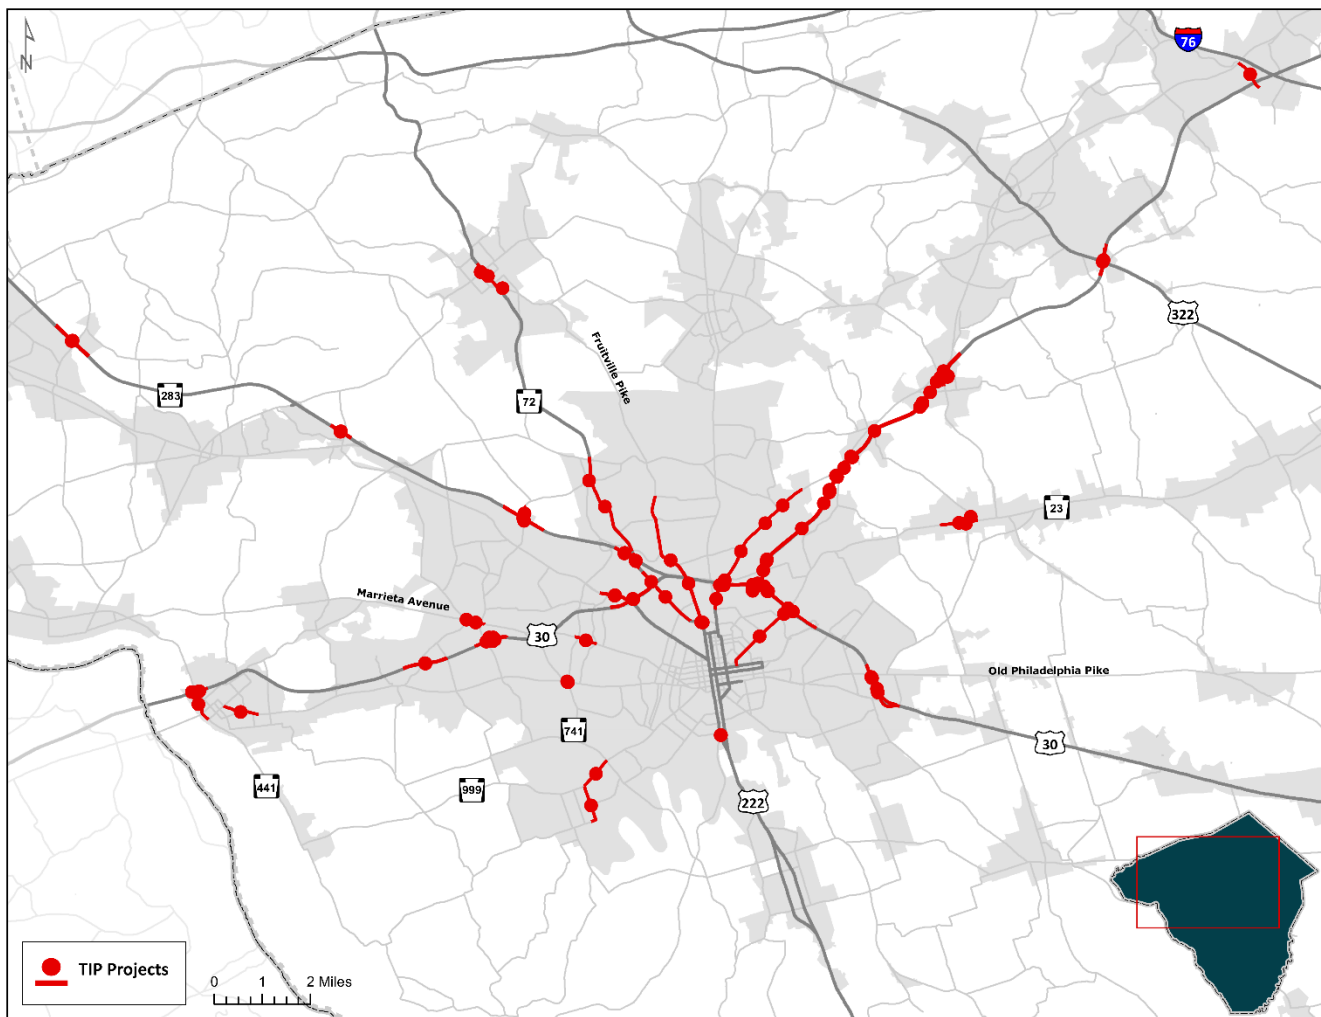 N
76
322
Fruitville Pike
283
72
23
Marrieta Avenue
30
Old Philadelphia Pike
741
30
441
999
222
TIP Projects
0 1 2 Miles